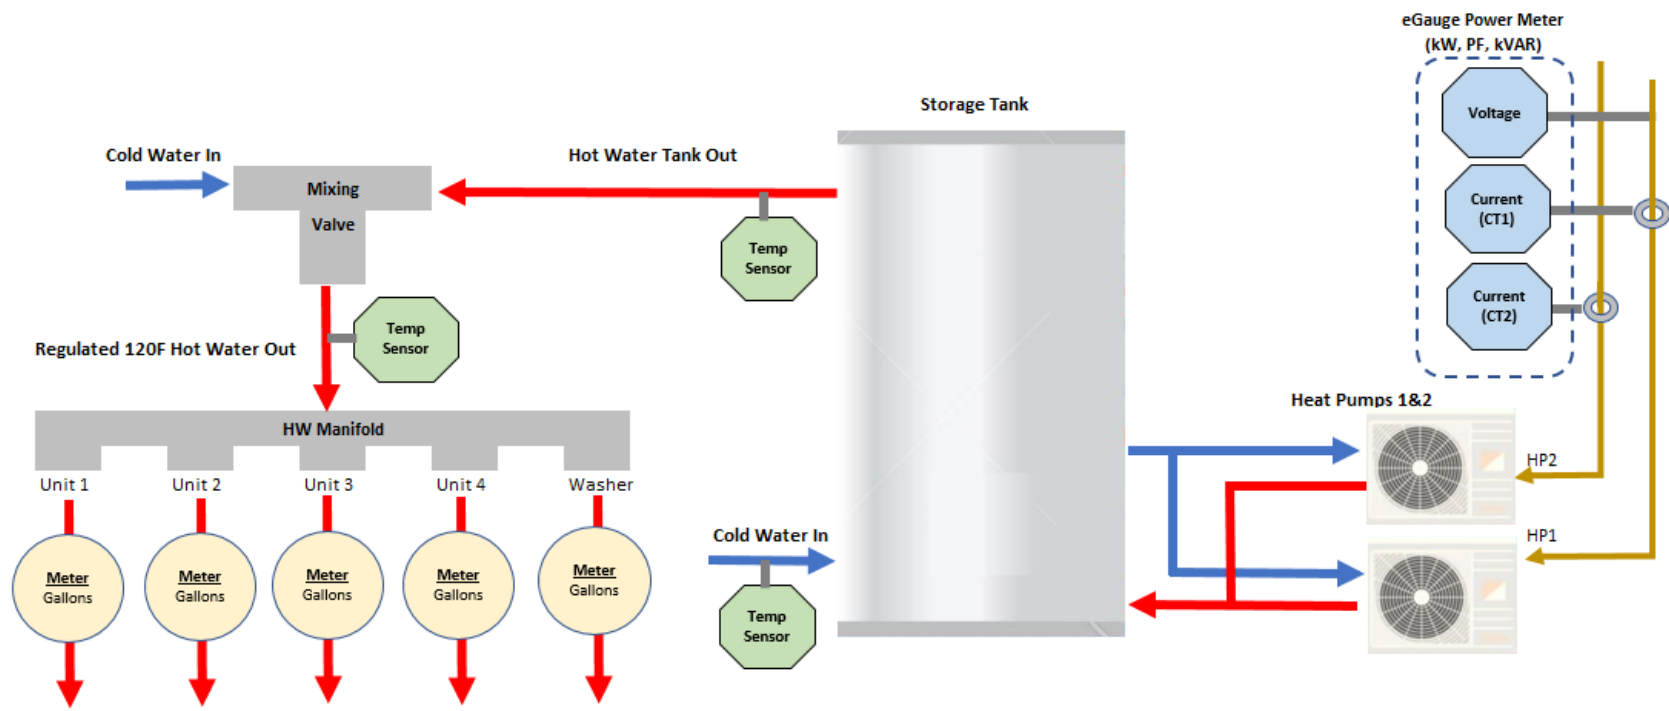 eGauge Power Meter
(kW, PF, kVAR)
Storage Tank
Voltage
Cold Water In
Hot Water Tank Out
Mixing
Valve
Current
(CT1)
Temp
Sensor
Current
(CT2)
Temp
Sensor
Regulated 120F Hot Water Out
Heat Pumps 1&2
HW Manifold
HP2
Unit 1
Unit 2
Unit 3
Unit 4
Washer
Cold Water In
HP1
Meter
Gallons
Meter
Gallons
Meter
Gallons
Meter
Gallons
Meter
Gallons
Temp
Sensor